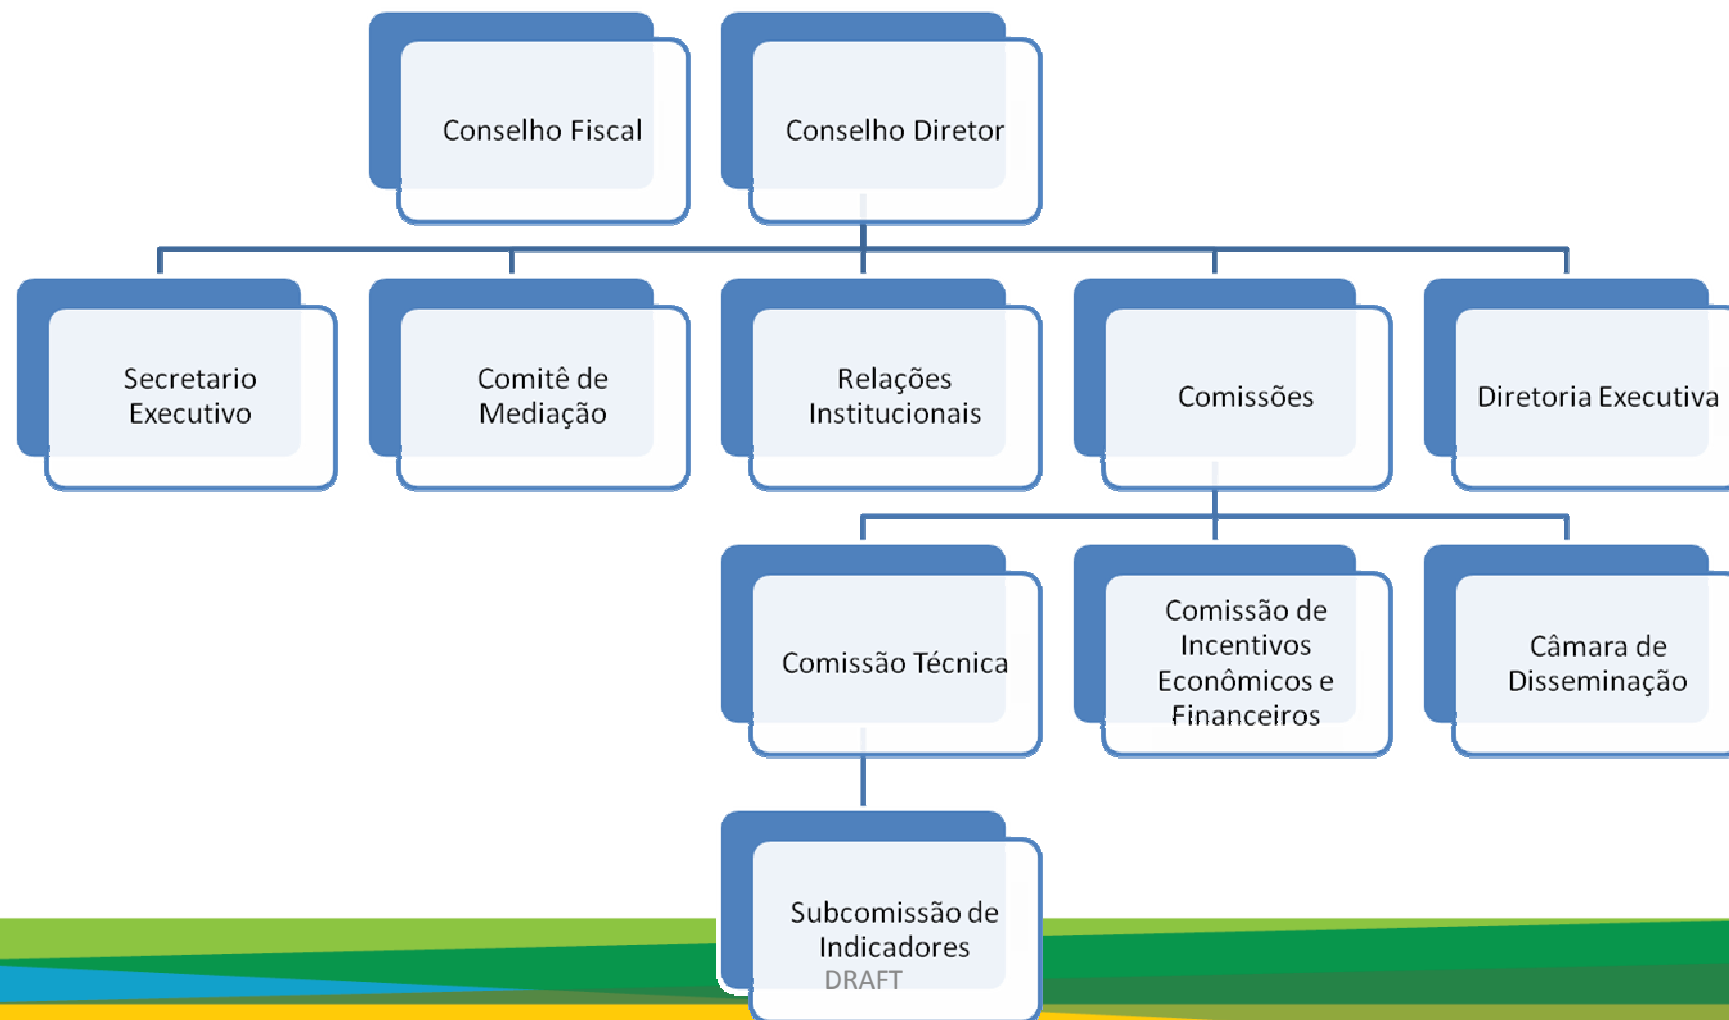 Conselho Fiscal
Conselho Diretor
Secretario
Executivo
Comitê de
Mediação
Relações
Institucionais
Comissões
Diretoria Executiva
Comissão Técnica
Comissão de
Incentivos
Econômicos e
Financeiros
Câmara de
Disseminação
Subcomissão de
Indicadores
DRAFT